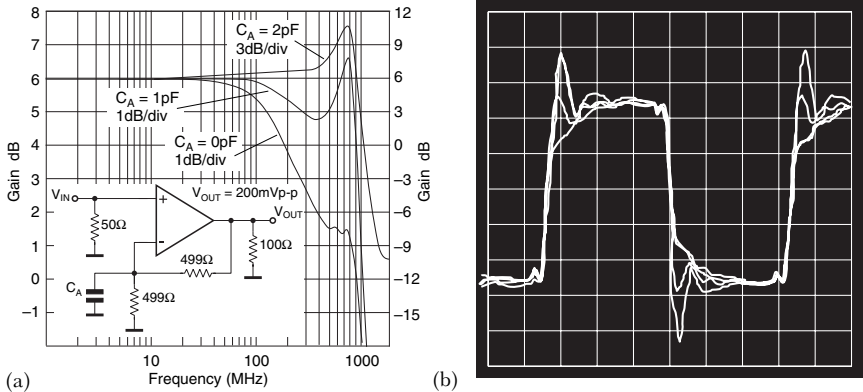 8
7
6
5
4
3
2
1
0
−1
Gain dB
12
9
6
3
0
−3
−6
−9
−12
−15
Gain dB
C_A = 2pF
3dB/div
C_A = 1pF
1dB/div
C_A = 0pF
1dB/div
V_IN
50Ω
+
-
V_OUT = 200mVp-p
V_OUT
100Ω
499Ω
499Ω
C_A
10
100
1000
Frequency (MHz)
(a)
(b)